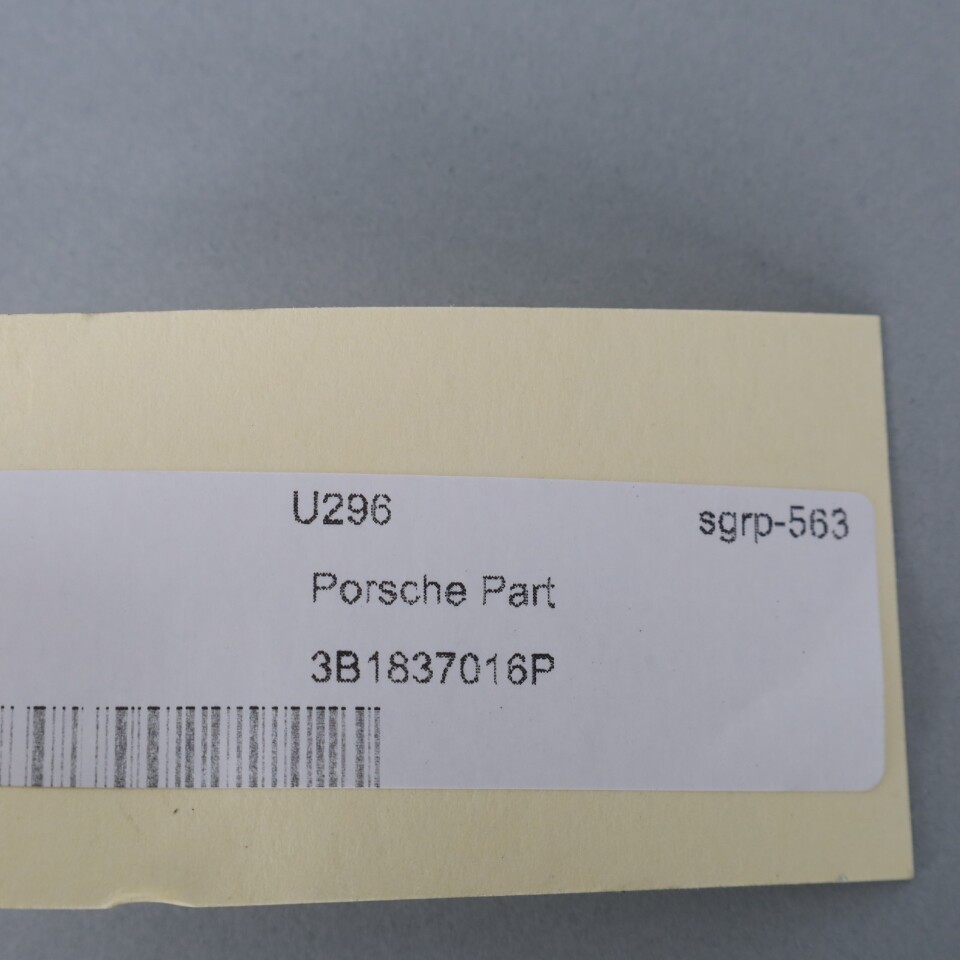 U296
sgrp-563
Porsche Part
3B1837016P